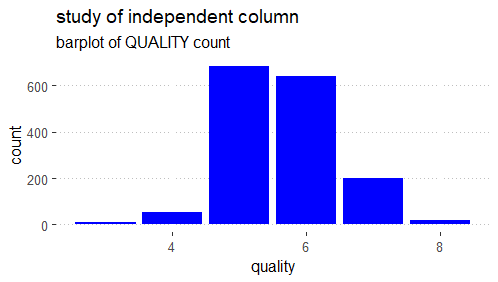 study of independent column
barplot of QUALITY count
600
400
200
0
count
4 6 8
quality